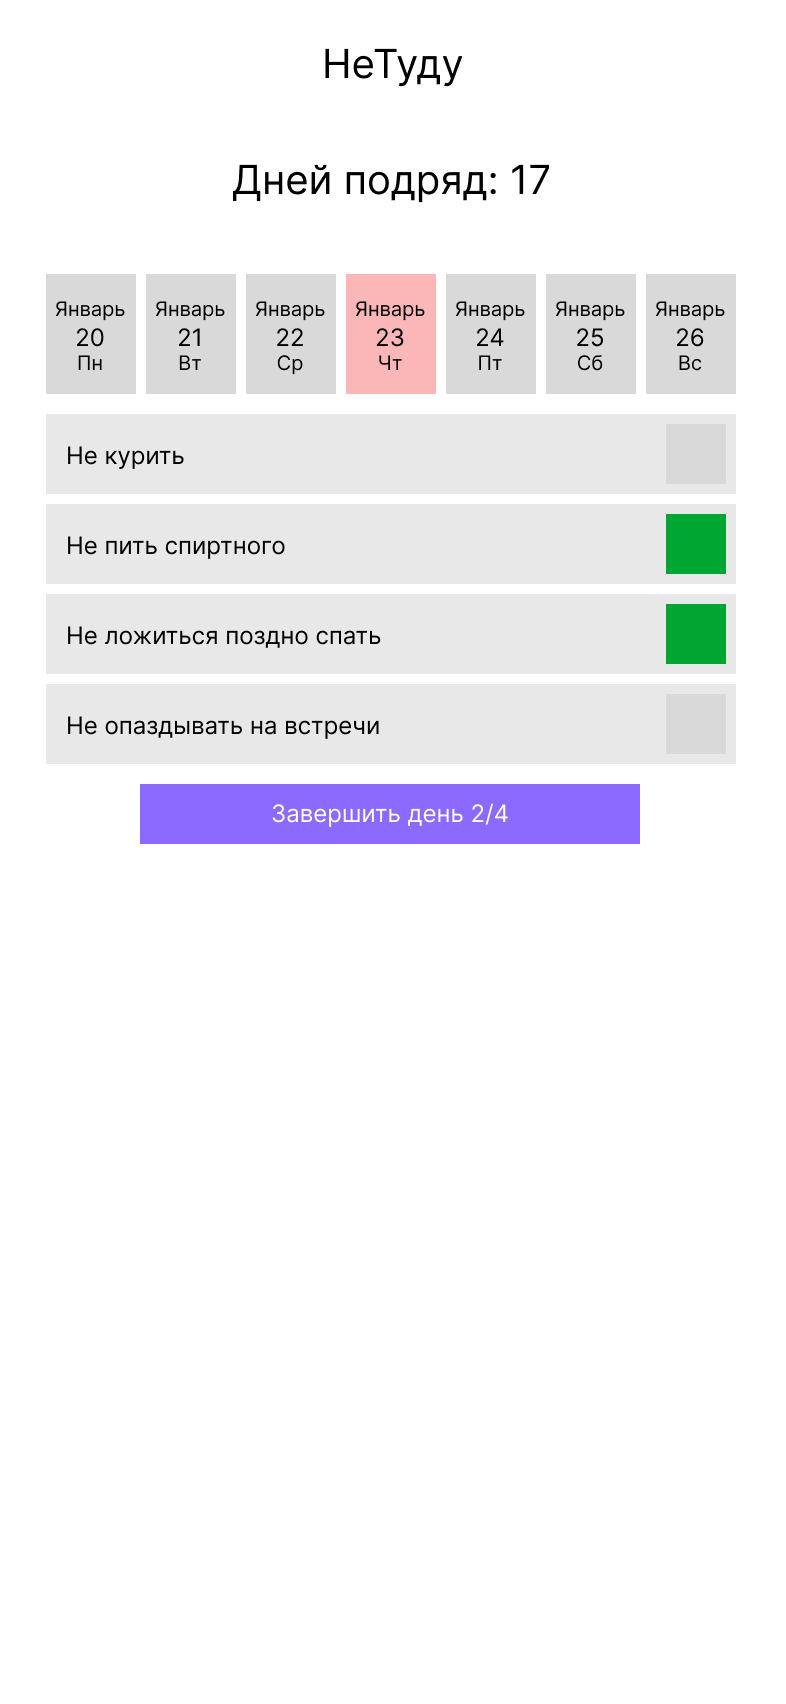 НеТуду
Дней подряд: 17
Январь Январь Январь Январь Январь Январь Январь
20 21 22 23 24 25 26
Пн Вт Ср Чт Пт Сб Вс
Не курить
Не пить спиртного
Не ложиться поздно спать
Не опаздывать на встречи
Завершить день 2/4